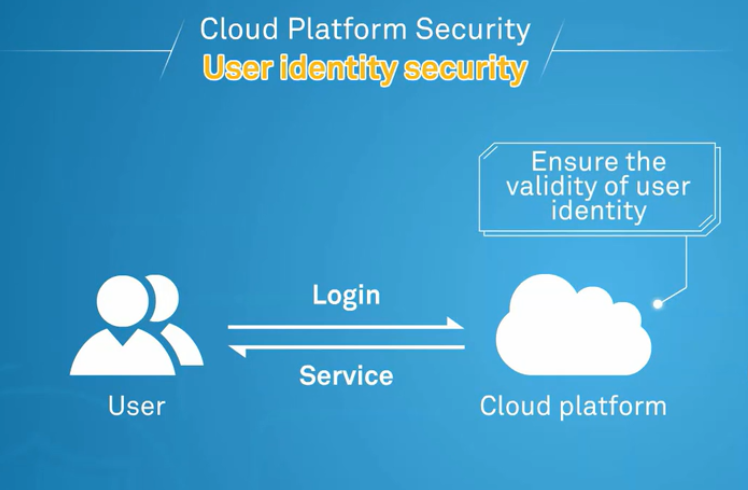 Cloud Platform Security
User identity security
Ensure the
validity of user
identity
Login
Service
User
Cloud platform